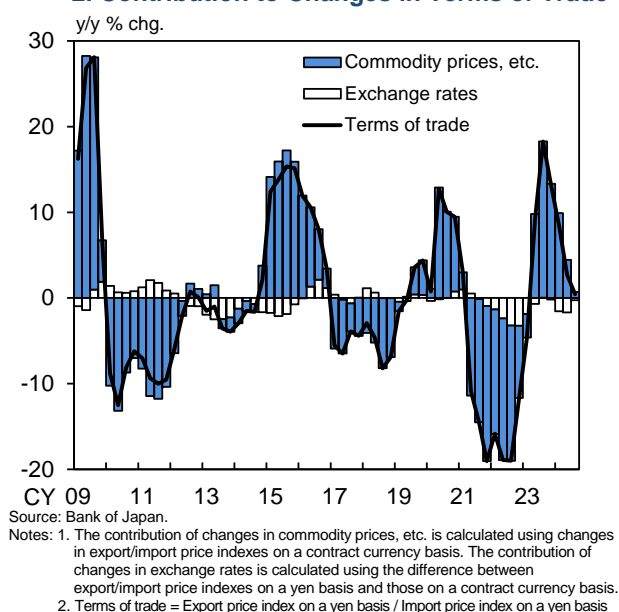 2. Contribution to Changes in Terms of Trade
y/y % chg.
30
Commodity prices, etc.
Exchange rates
20
Terms of trade
10
0
-10
-20
CY 09 11 13 15 17 19 21 23
Source: Bank of Japan.
Notes: 1. The contribution of changes in commodity prices, etc. is calculated using changes
in export/import price indexes on a contract currency basis. The contribution of
changes in exchange rates is calculated using the difference between
export/import price indexes on a yen basis and those on a contract currency basis.
2. Terms of trade = Export price index on a yen basis / Import price index on a yen basis